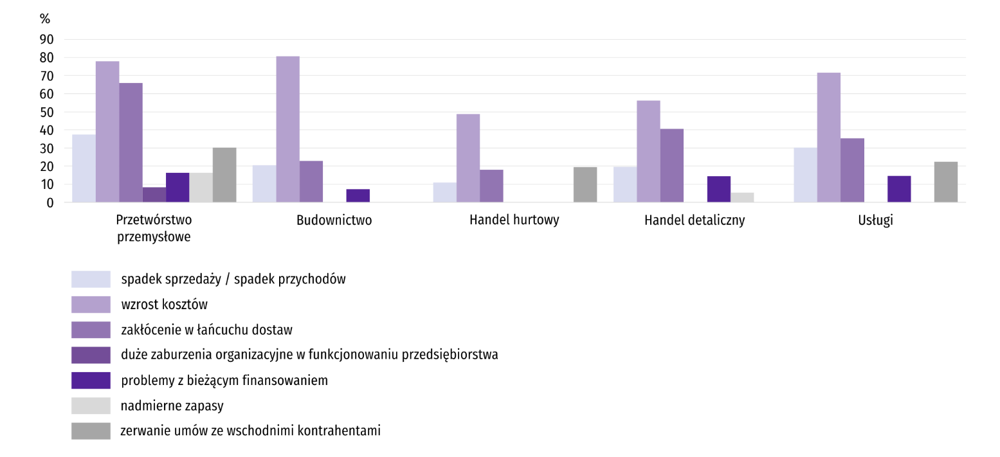 %
90
80
70
60
50
40
30
20
10
0
Przetwórstwo
przemysłowe
Budownictwo
Handel hurtowy
Handel detaliczny
Usługi
spadek sprzedaży / spadek przychodów
wzrost kosztów
zakłócenie w łańcuchu dostaw
duże zaburzenia organizacyjne w funkcjonowaniu przedsiębiorstwa
problemy z bieżącym finansowaniem
nadmierne zapasy
zerwanie umów ze wschodnimi kontrahentami